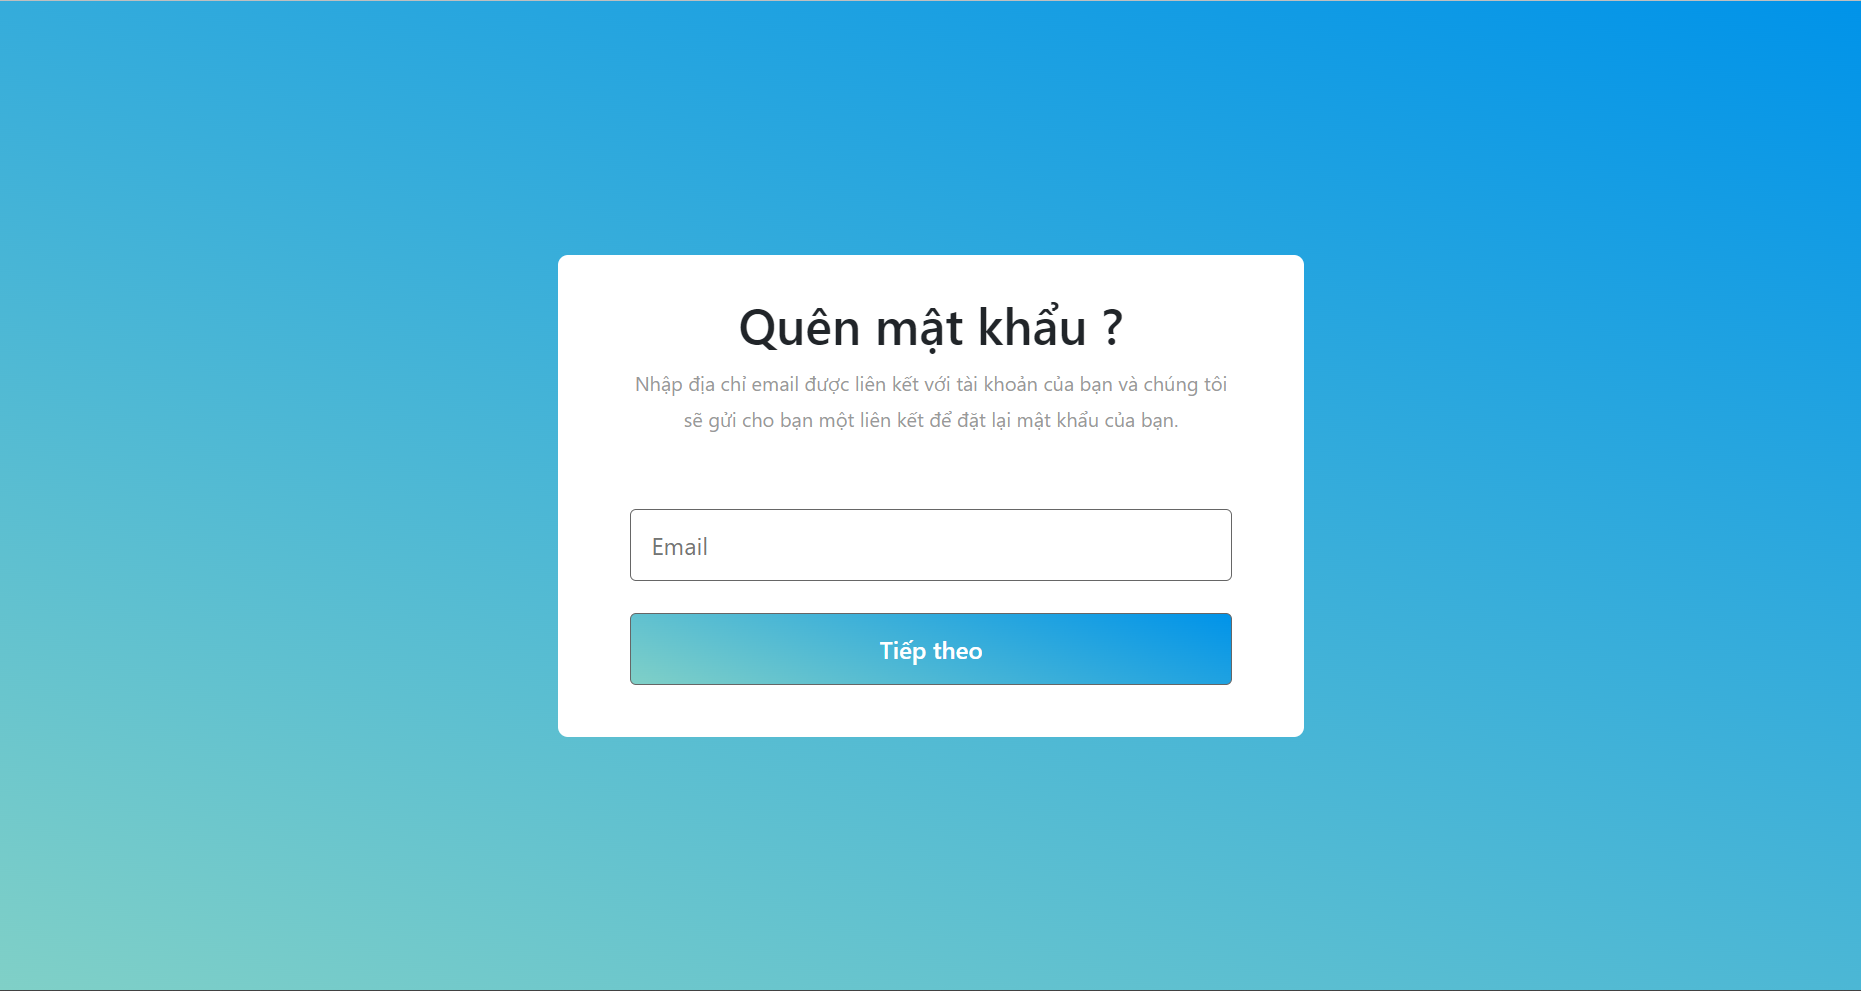 Quên mật khẩu ?
Nhập địa chỉ email được liên kết với tài khoản của bạn và chúng tôi
sẽ gửi cho bạn một liên kết để đặt lại mật khẩu của bạn.
Email
Tiếp theo